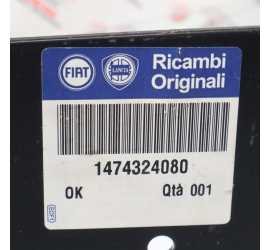 FIAT
LANCIA
Ricambi
Originali
1474324080
OK Qtà 001